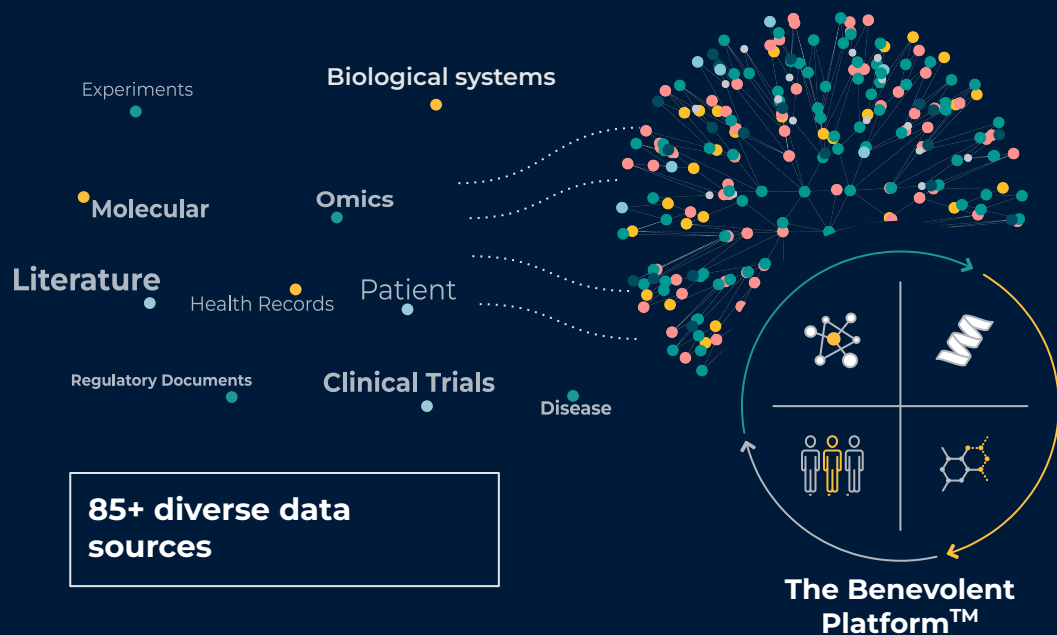 Biological systems
Experiments
Omics
Molecular
Literature
Patient
Health Records
Regulatory Documents
Clinical Trials
Disease
85+ diverse data
sources
The Benevolent
Platform™